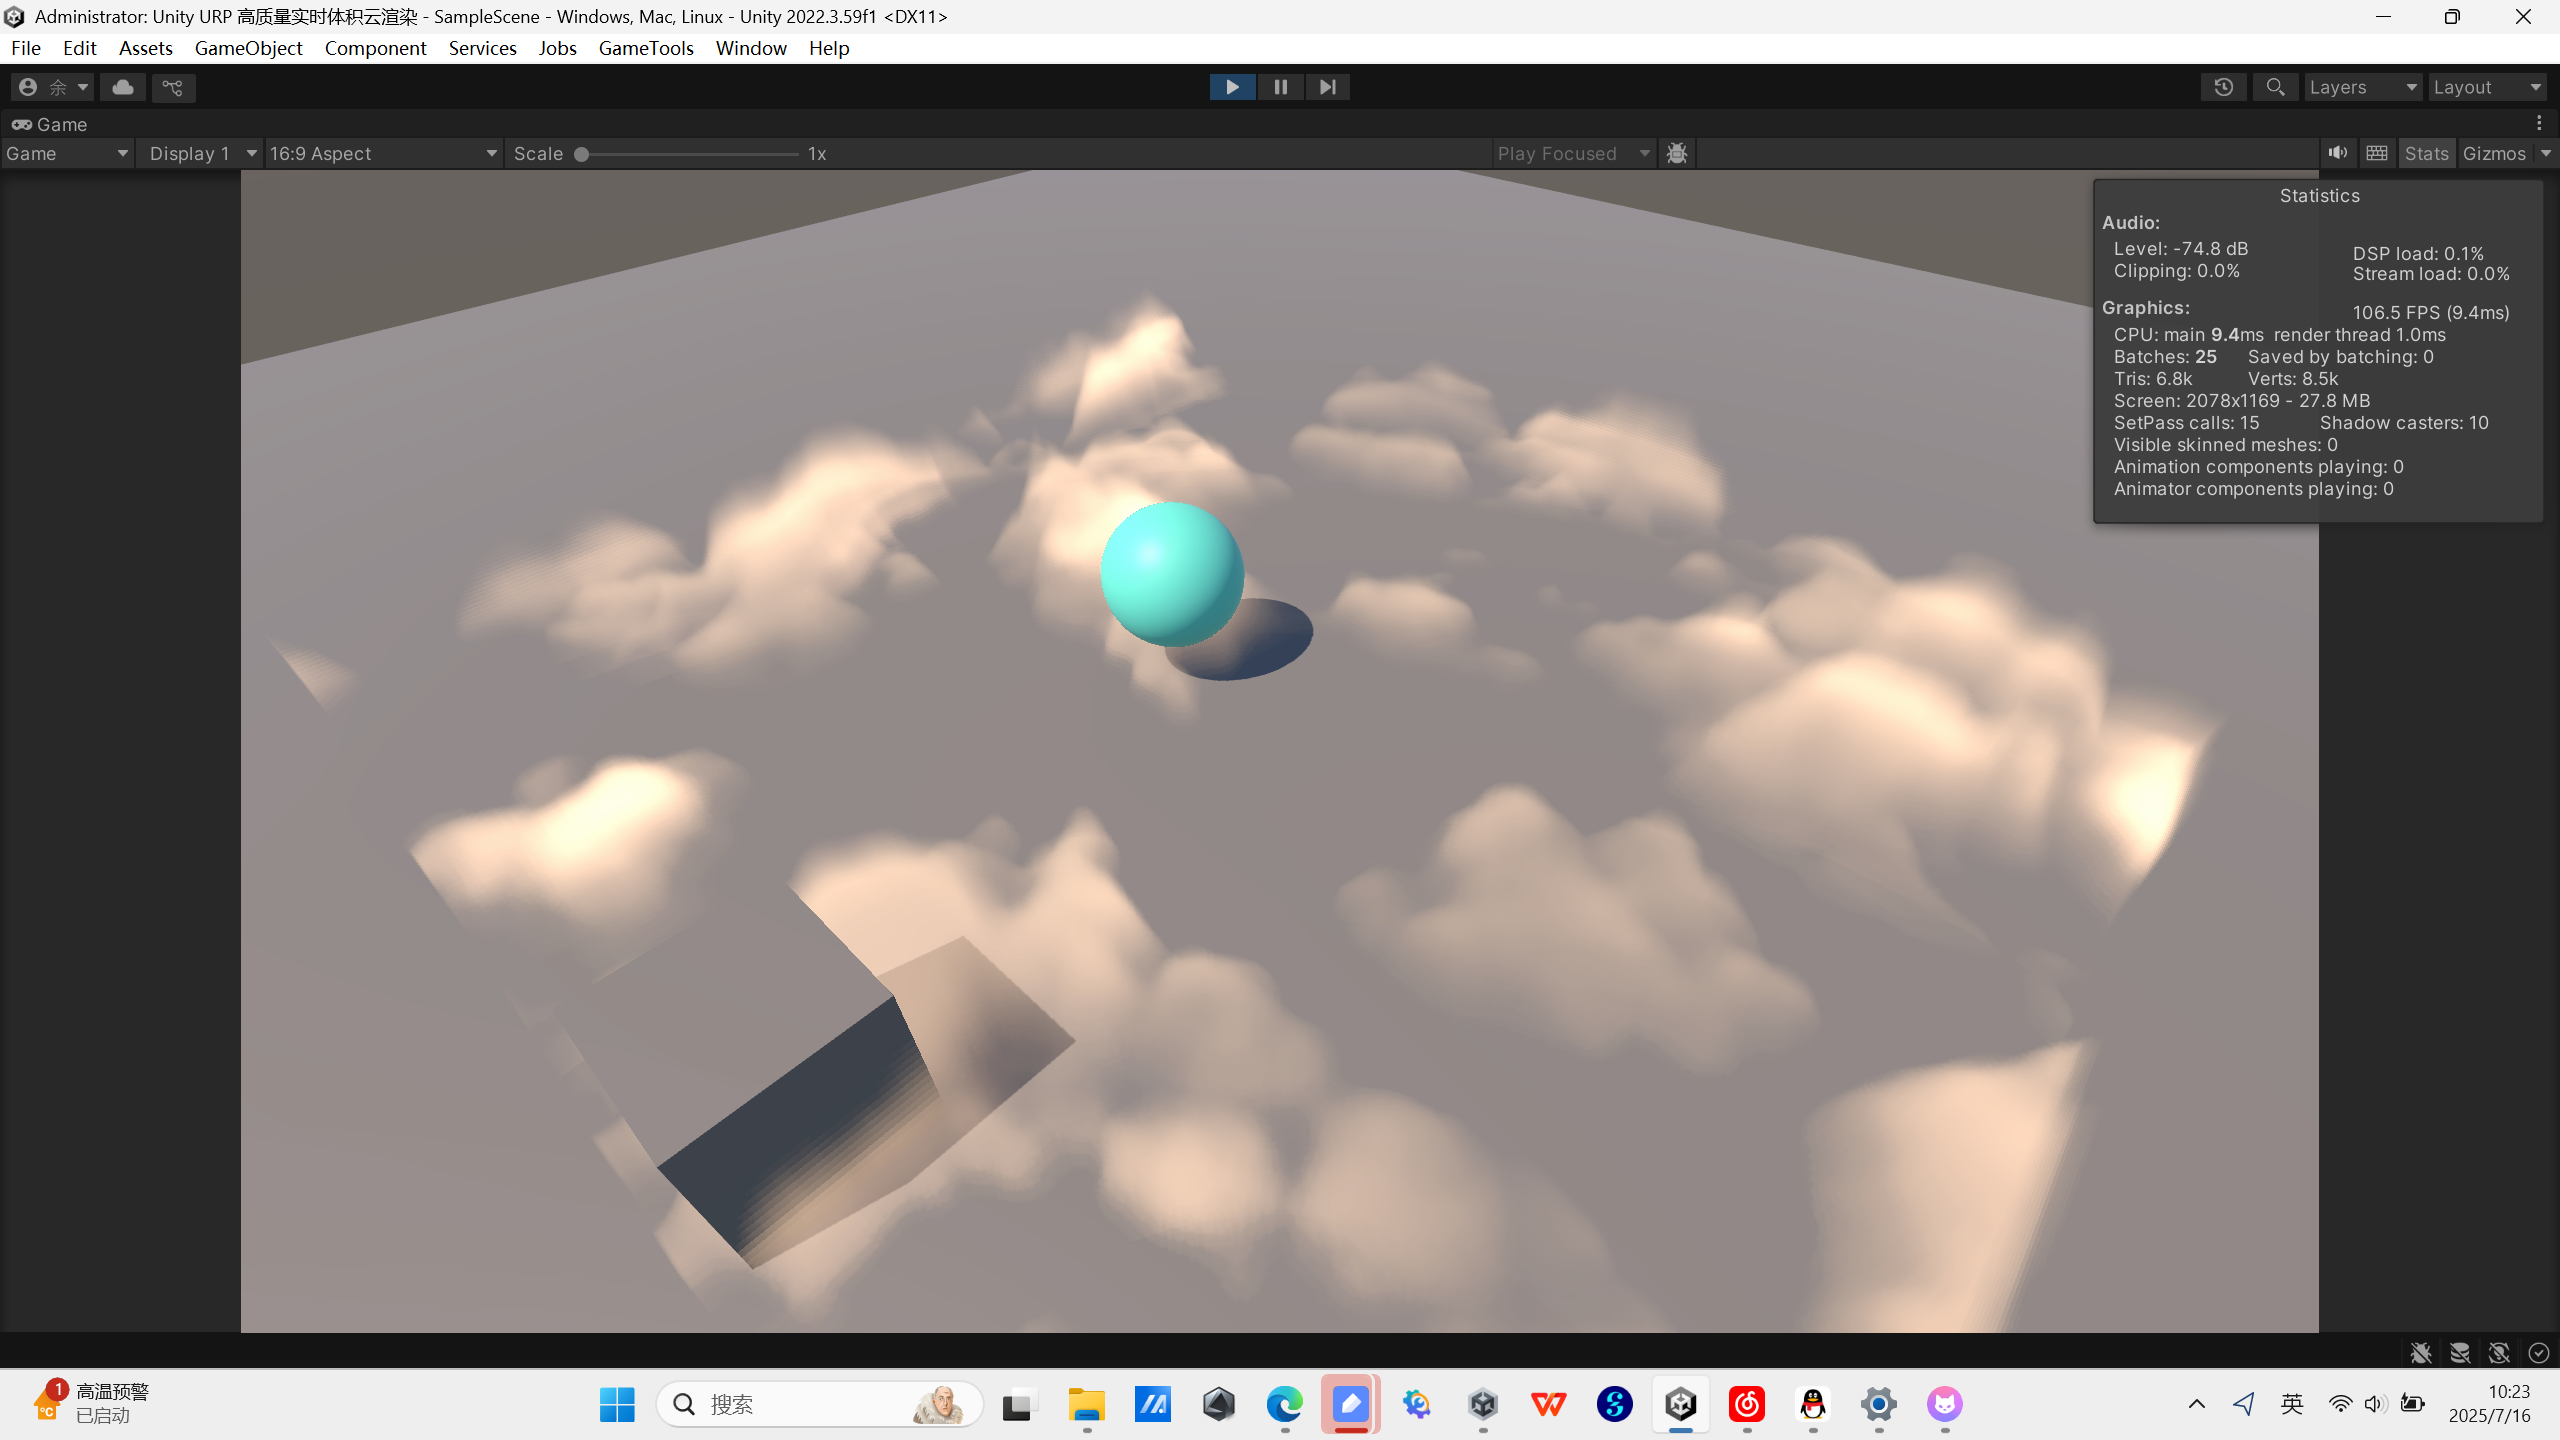 Administrator: Unity URP 高质量实时体积云渲染 - SampleScene - Windows, Mac, Linux - Unity 2022.3.59f1 <DX11>
File Edit Assets GameObject Component Services Jobs GameTools Window Help
余 Layers Layout
Game
Game Display 1 16:9 Aspect Scale 1x Play Focused Stats Gizmos
Statistics
Audio:
Level: -74.8 dB DSP load: 0.1%
Clipping: 0.0% Stream load: 0.0%
Graphics: 106.5 FPS (9.4ms)
CPU: main 9.4ms render thread 1.0ms
Batches: 25 Saved by batching: 0
Tris: 6.8k Verts: 8.5k
Screen: 2078x1169 - 27.8 MB
SetPass calls: 15 Shadow casters: 10
Visible skinned meshes: 0
Animation components playing: 0
Animator components playing: 0
1 °C 高温预警
已启动
搜索
英
10:23
2025/7/16